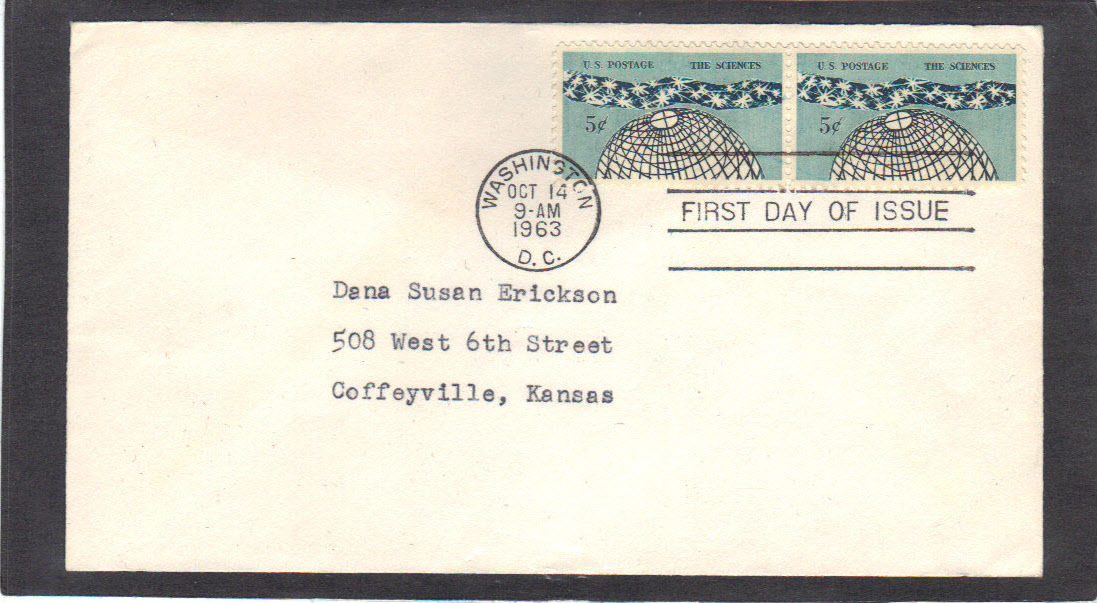 U.S. POSTAGE THE SCIENCES
5¢
U.S. POSTAGE THE SCIENCES
5¢
WASHINGTON
OCT 14
9-AM
1963
D.C.
FIRST DAY OF ISSUE
Dana Susan Erickson
508 West 6th Street
Coffeyville, Kansas